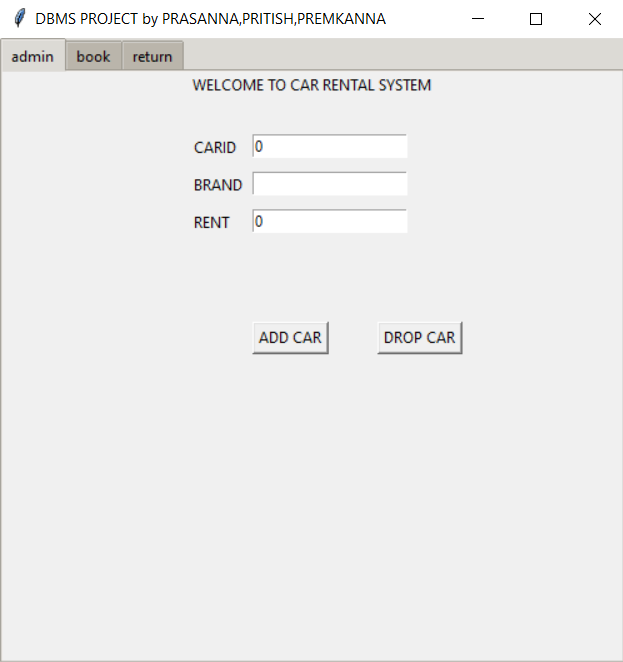 DBMS PROJECT by PRASANNA,PRITISH,PREMKANNA
admin book return
WELCOME TO CAR RENTAL SYSTEM
CARID 0
BRAND
RENT 0
ADD CAR DROP CAR